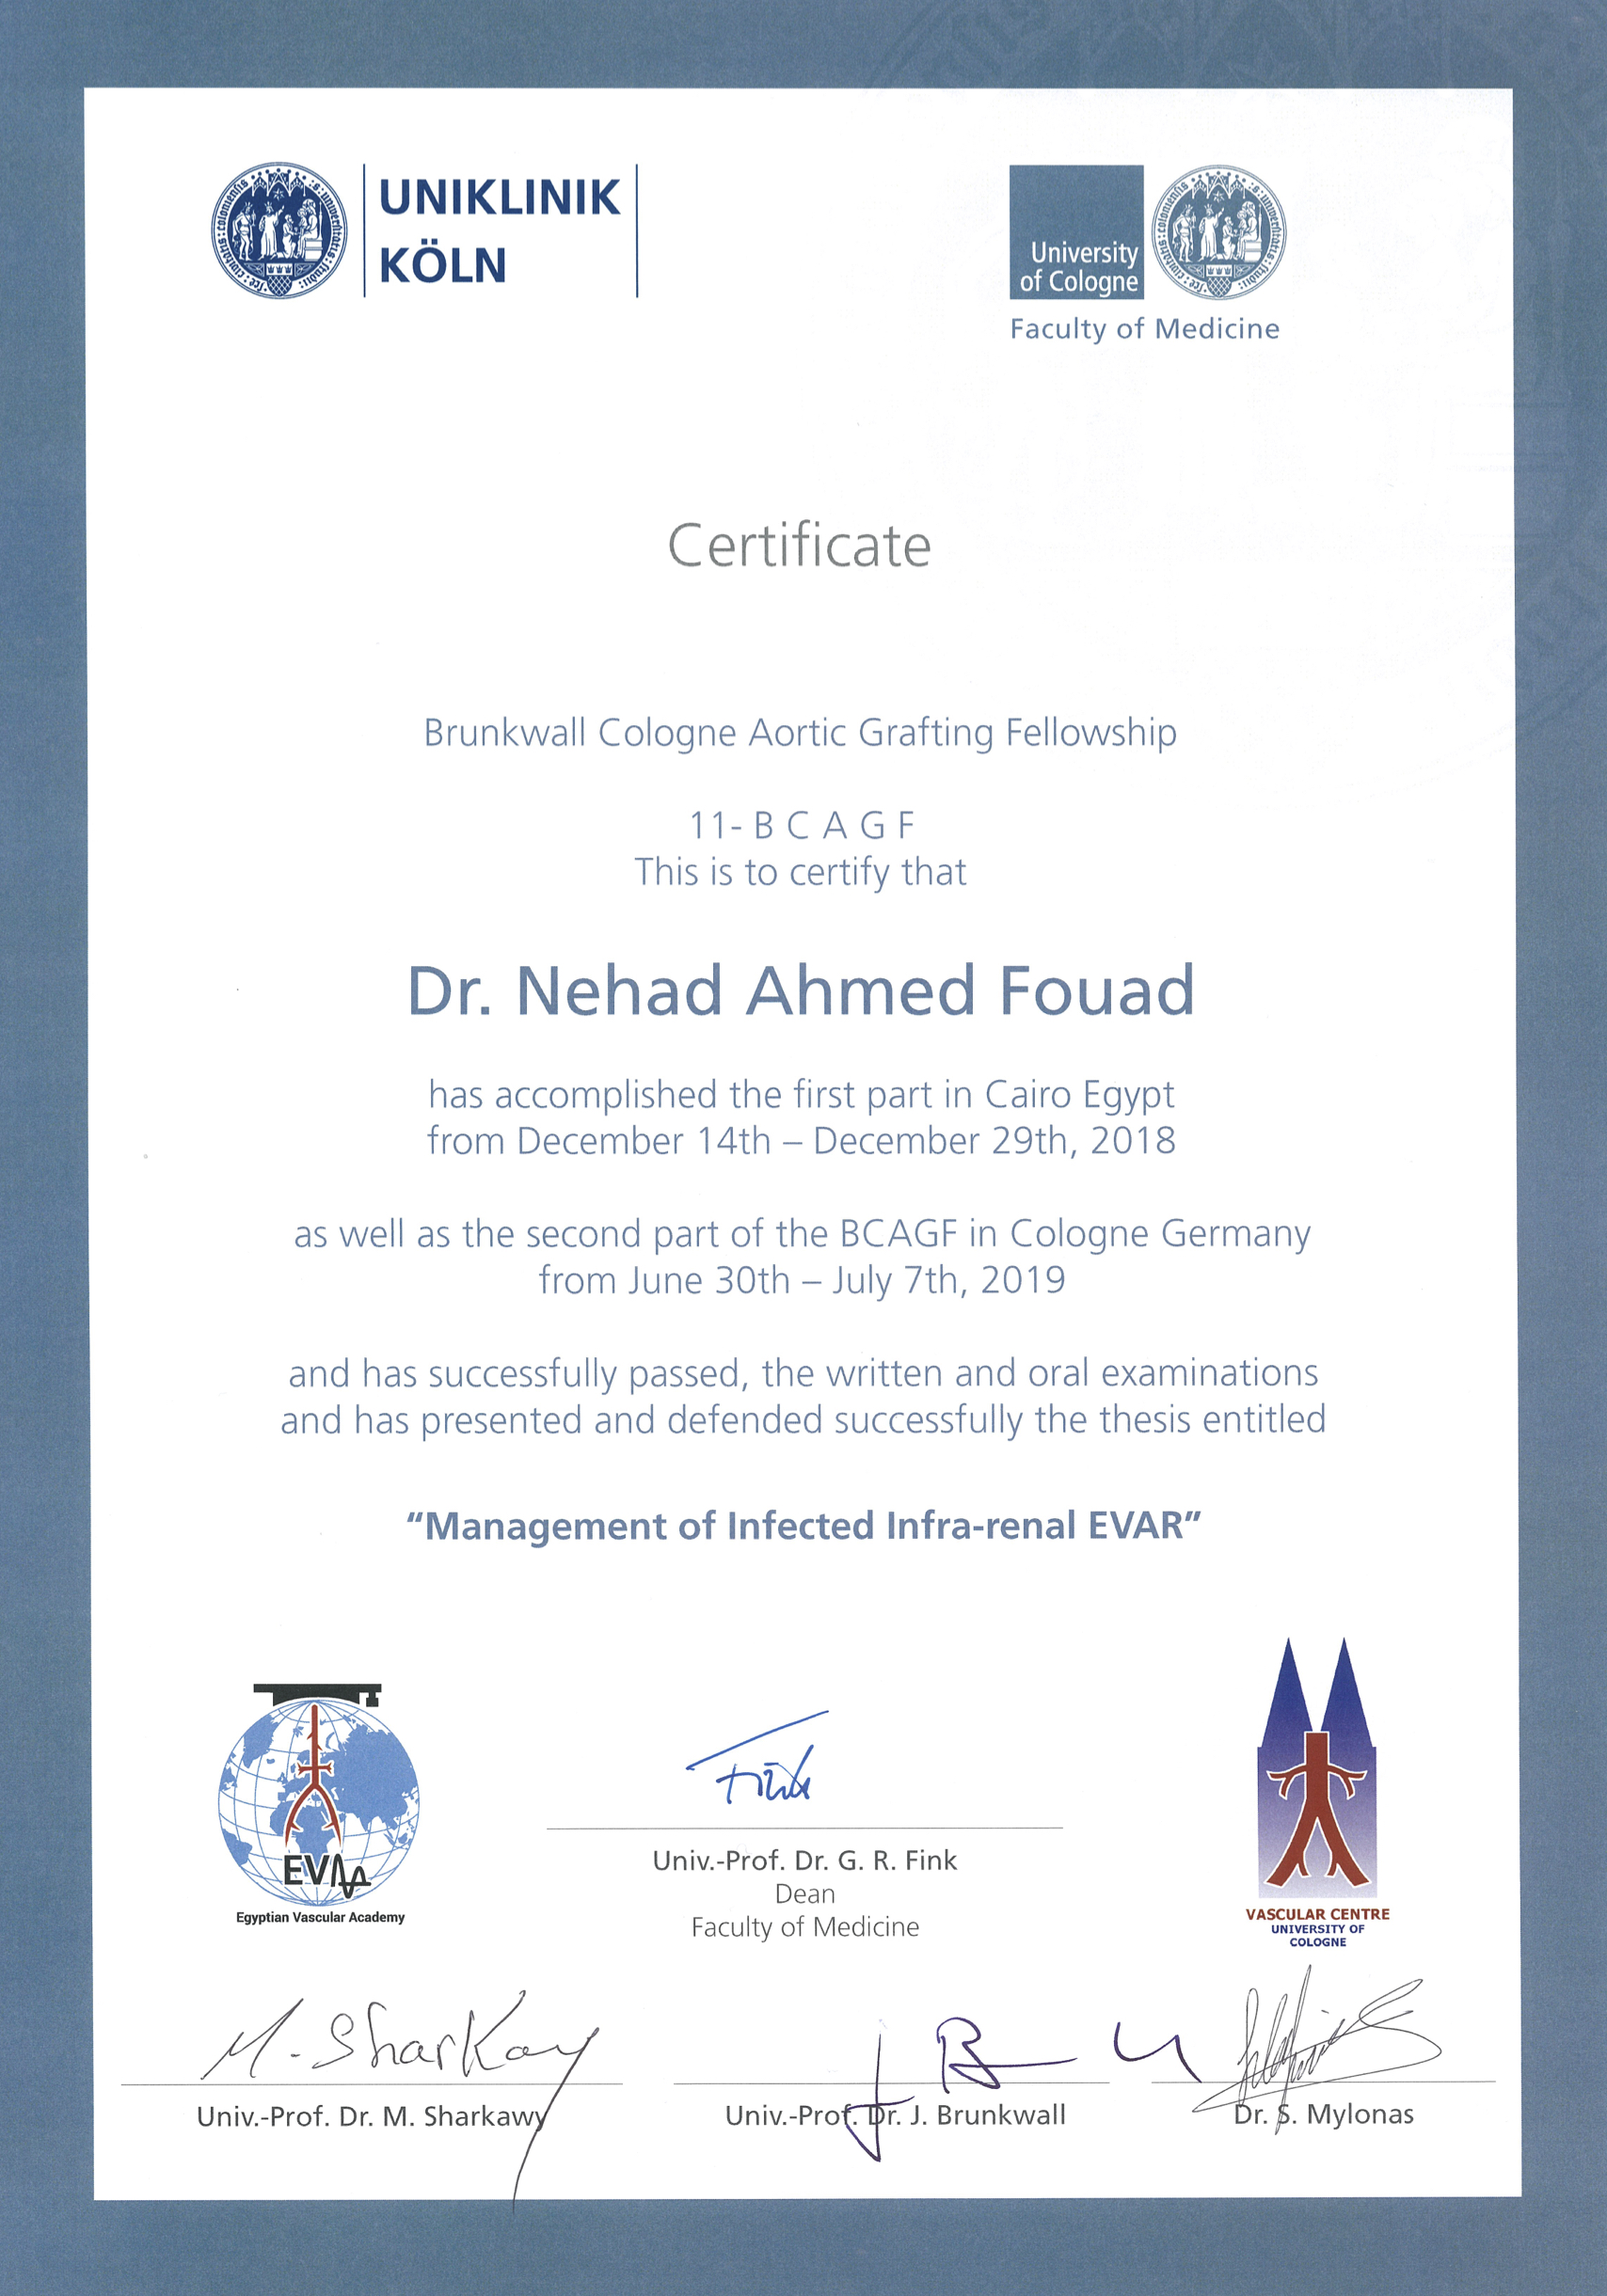 UNIKLINIK
KÖLN
University
of Cologne
Faculty of Medicine
Certificate
Brunkwall Cologne Aortic Grafting Fellowship
11- B C A G F
This is to certify that
Dr. Nehad Ahmed Fouad
has accomplished the first part in Cairo Egypt
from December 14th – December 29th, 2018
as well as the second part of the BCAGF in Cologne Germany
from June 30th – July 7th, 2019
and has successfully passed, the written and oral examinations
and has presented and defended successfully the thesis entitled
“Management of Infected Infra-renal EVAR”
EVA
Egyptian Vascular Academy
Fink
Univ.-Prof. Dr. G. R. Fink
Dean
Faculty of Medicine
VASCULAR CENTRE
UNIVERSITY OF
COLOGNE
M. Sharkawy
Univ.-Prof. Dr. M. Sharkawy
Univ.-Prof. Dr. J. Brunkwall
Dr. S. Mylonas